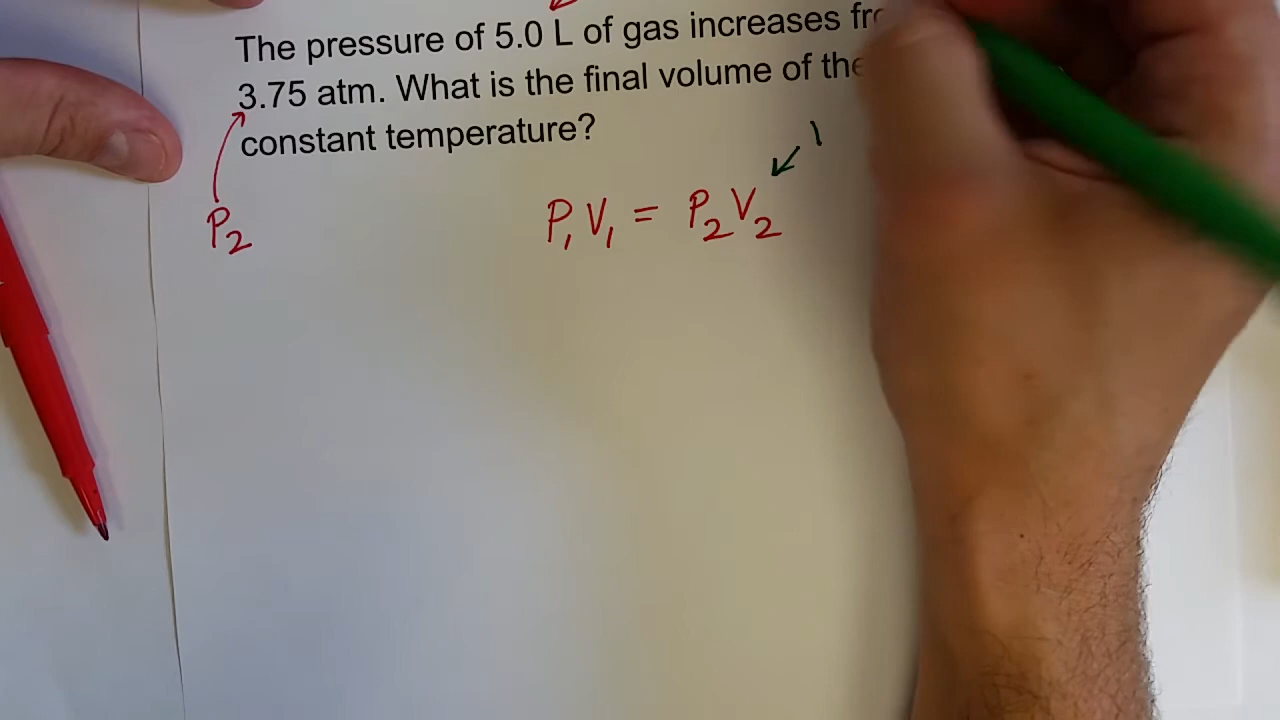 The pressure of 5.0 L of gas increases
3.75 atm. What is the final volume of the
constant temperature?
P₁V₁ = P₂V₂
P₂